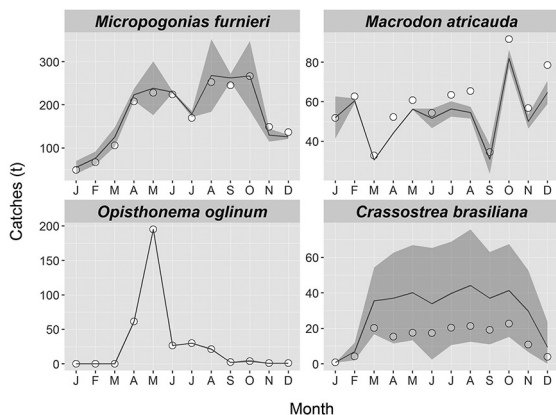 Micropogonias furnieri
Macrodon atricauda
300
200
100
J F M A M J J A S O N D
80
60
40
J F M A M J J A S O N D
Catches (t)
Opisthonema oglinum
Crassostrea brasiliana
200
150
100
50
0
J F M A M J J A S O N D
60
40
20
0
J F M A M J J A S O N D
Month